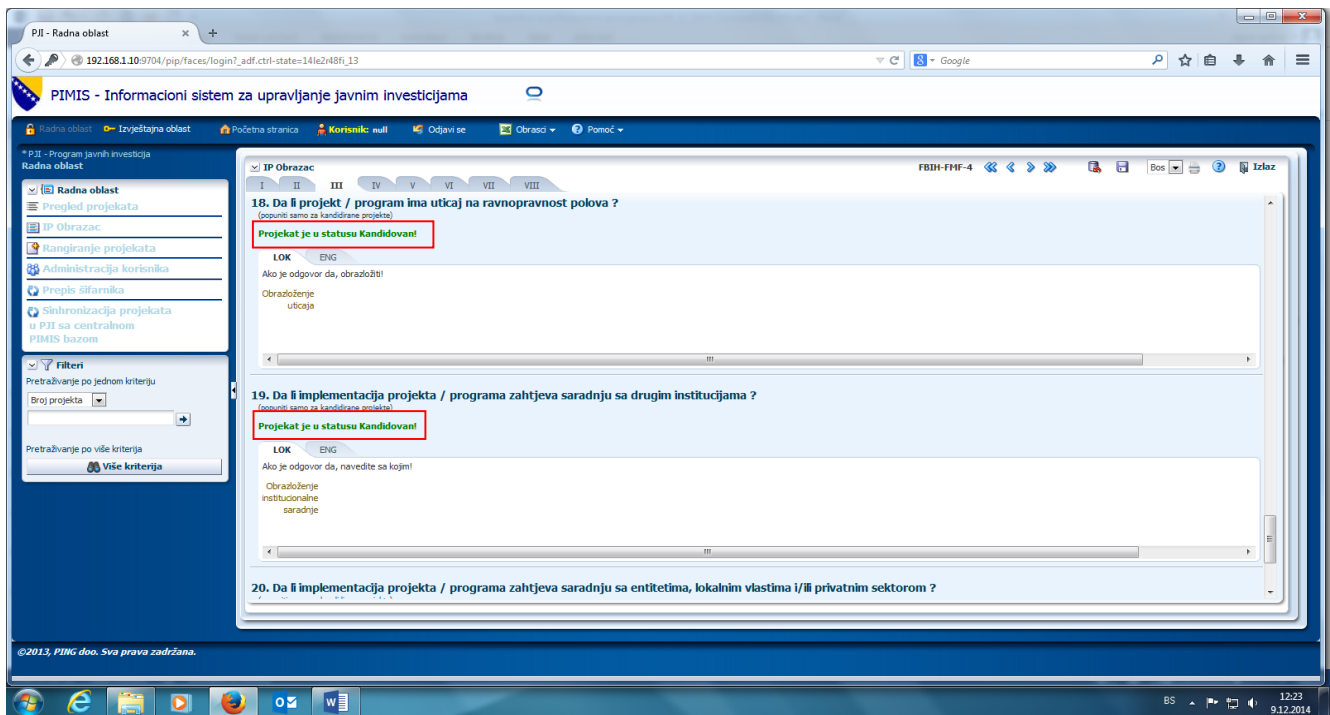 PJI - Radna oblast
192.168.1.10:9704/pip/faces/login?_adf.ctrl-state=14le2r48fi_13
Google
PIMIS - Informacioni sistem za upravljanje javnim investicijama
Radna oblast Izvještajna oblast Početna stranica Korisnik: null Odjavi se Obrasci Pomoć
* PJI - Program javnih investicija
Radna oblast
Radna oblast
Pregled projekata
IP Obrazac
Rangiranje projekata
Administracija korisnika
Prepis šifarnika
Sinhronizacija projekata
u PJI sa centralnom
PIMIS bazom
Filteri
Pretraživanje po jednom kriteriju
Broj projekta
Pretraživanje po više kriterija
Više kriterija
IP Obrazac FBIH-FMF-4 Bos Izlaz
I II III IV V VI VII VIII
18. Da li projekt / program ima uticaj na ravnopravnost polova ?
(popuniti samo za kandidirane projekte)
Projekat je u statusu Kandidovan!
LOK ENG
Ako je odgovor da, obrazložiti!
Obrazloženje
uticaja
19. Da li implementacija projekta / programa zahtjeva saradnju sa drugim institucijama ?
(popuniti samo za kandidirane projekte)
Projekat je u statusu Kandidovan!
LOK ENG
Ako je odgovor da, navedite sa kojim!
Obrazloženje
institucionalne
saradnje
20. Da li implementacija projekta / programa zahtjeva saradnju sa entitetima, lokalnim vlastima i/ili privatnim sektorom ?
©2013, PING doo. Sva prava zadržana.
BS
12:23
9.12.2014